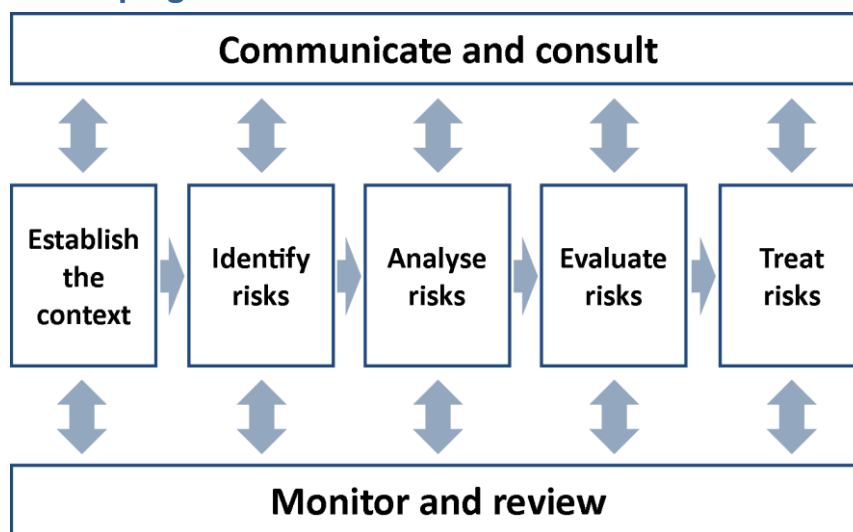 Communicate and consult
Establish
the
context
Identify
risks
Analyse
risks
Evaluate
risks
Treat
risks
Monitor and review